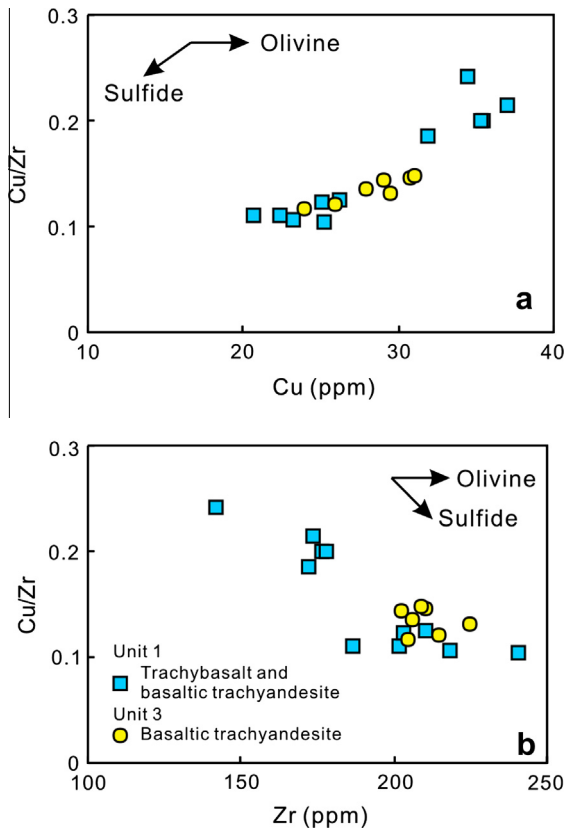 0.3
Olivine
Sulfide
0.2
Cu/Zr
0.1
a
0
10
20
30
40
Cu (ppm)
0.3
Olivine
Sulfide
0.2
Cu/Zr
Unit 1
0.1
Trachybasalt and
basaltic trachyandesite
Unit 3
Basaltic trachyandesite
b
0
100
150
200
250
Zr (ppm)